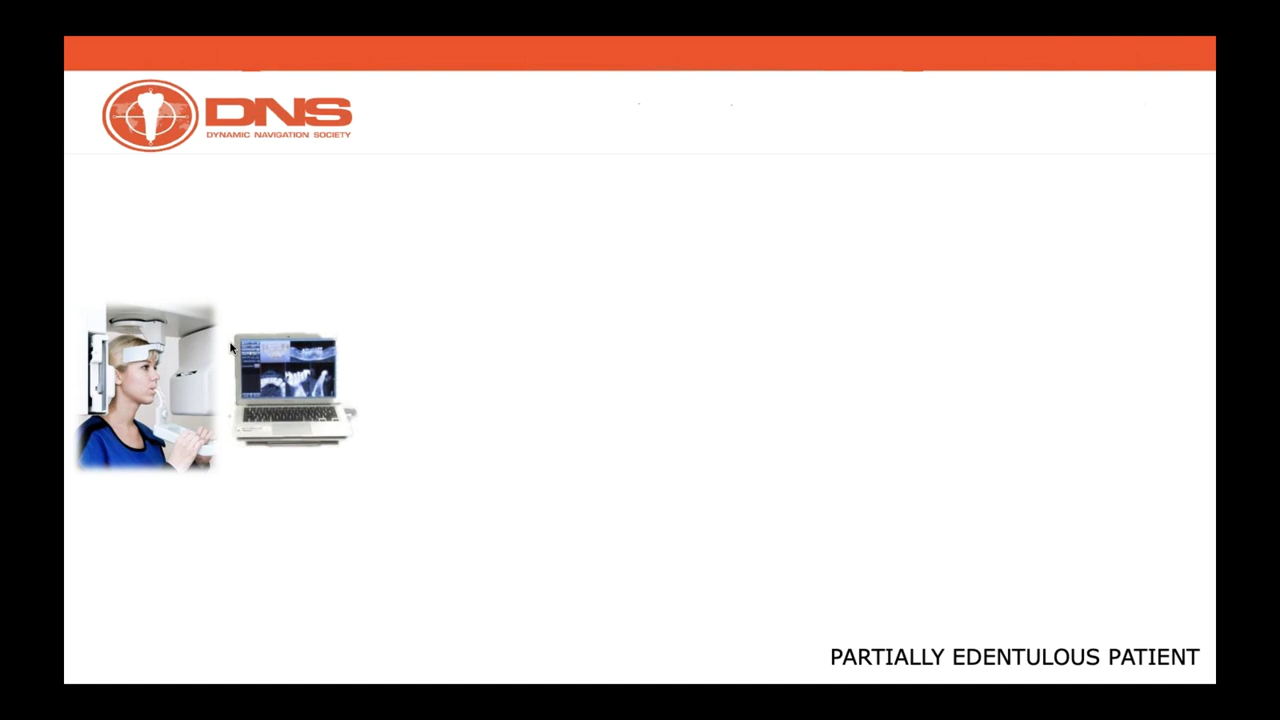 DNS
DYNAMIC NAVIGATION SOCIETY
PARTIALLY EDENTULOUS PATIENT